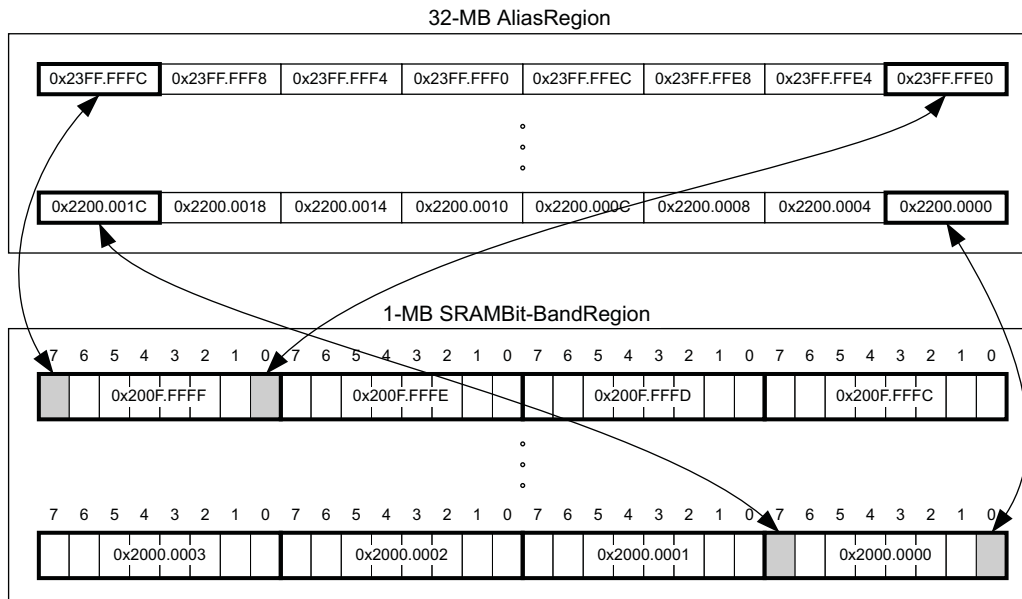 32-MB AliasRegion
0x23FF.FFFC 0x23FF.FFF8 0x23FF.FFF4 0x23FF.FFF0 0x23FF.FFEC 0x23FF.FFE8 0x23FF.FFE4 0x23FF.FFE0
0x2200.001C 0x2200.0018 0x2200.0014 0x2200.0010 0x2200.000C 0x2200.0008 0x2200.0004 0x2200.0000
1-MB SRAMBit-BandRegion
7 6 5 4 3 2 1 0 7 6 5 4 3 2 1 0 7 6 5 4 3 2 1 0 7 6 5 4 3 2 1 0
0x200F.FFFF 0x200F.FFFE 0x200F.FFFD 0x200F.FFFC
7 6 5 4 3 2 1 0 7 6 5 4 3 2 1 0 7 6 5 4 3 2 1 0 7 6 5 4 3 2 1 0
0x2000.0003 0x2000.0002 0x2000.0001 0x2000.0000